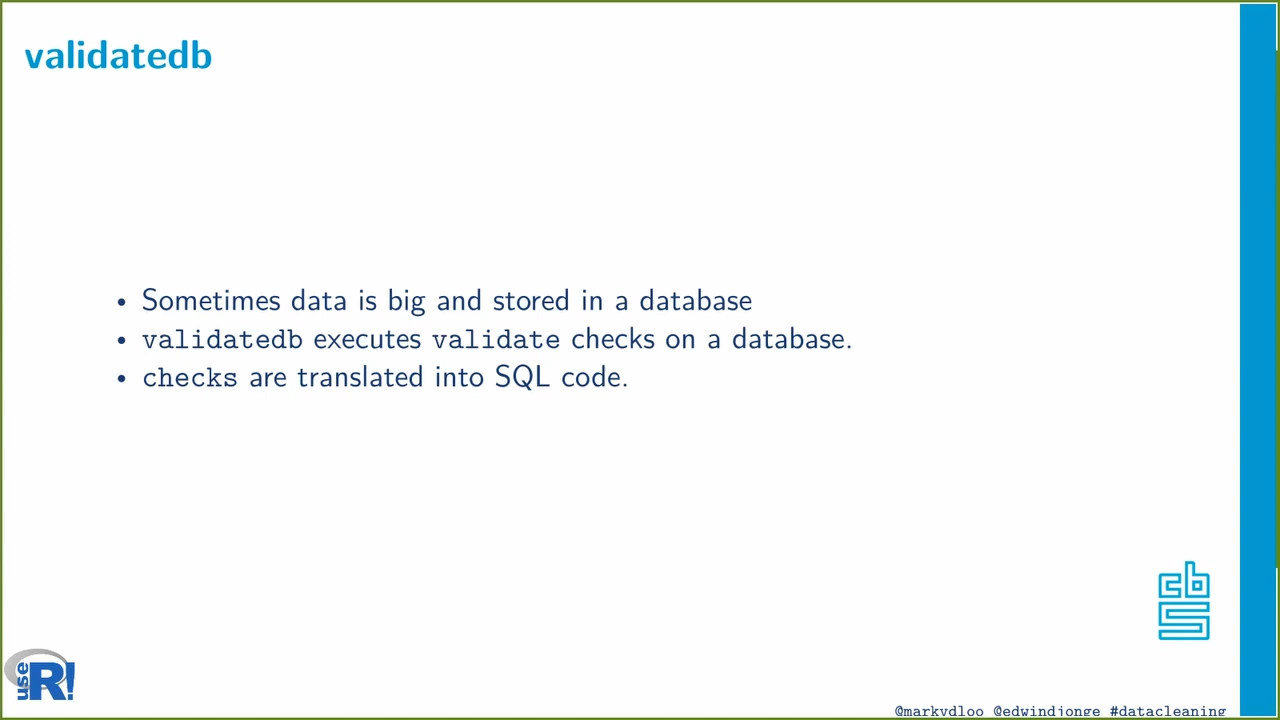 validatedb
• Sometimes data is big and stored in a database
• validatedb executes validate checks on a database.
• checks are translated into SQL code.
cbs
use R!
@markvdloo @edwindjonge #datacleaning